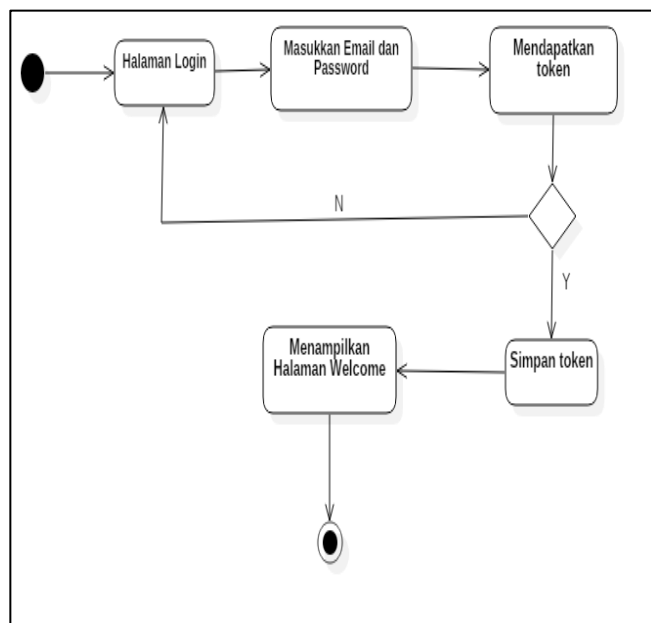 Halaman Login
Masukkan Email dan
Password
Mendapatkan
token
N
Y
Simpan token
Menampilkan
Halaman Welcome